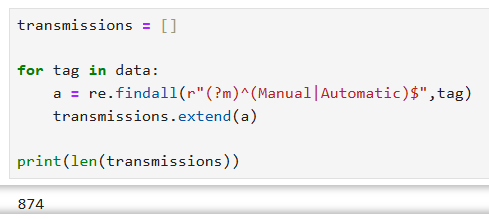 transmissions = []
for tag in data:
    a = re.findall(r"(?m)^(Manual|Automatic)$",tag)
    transmissions.extend(a)
print(len(transmissions))
874